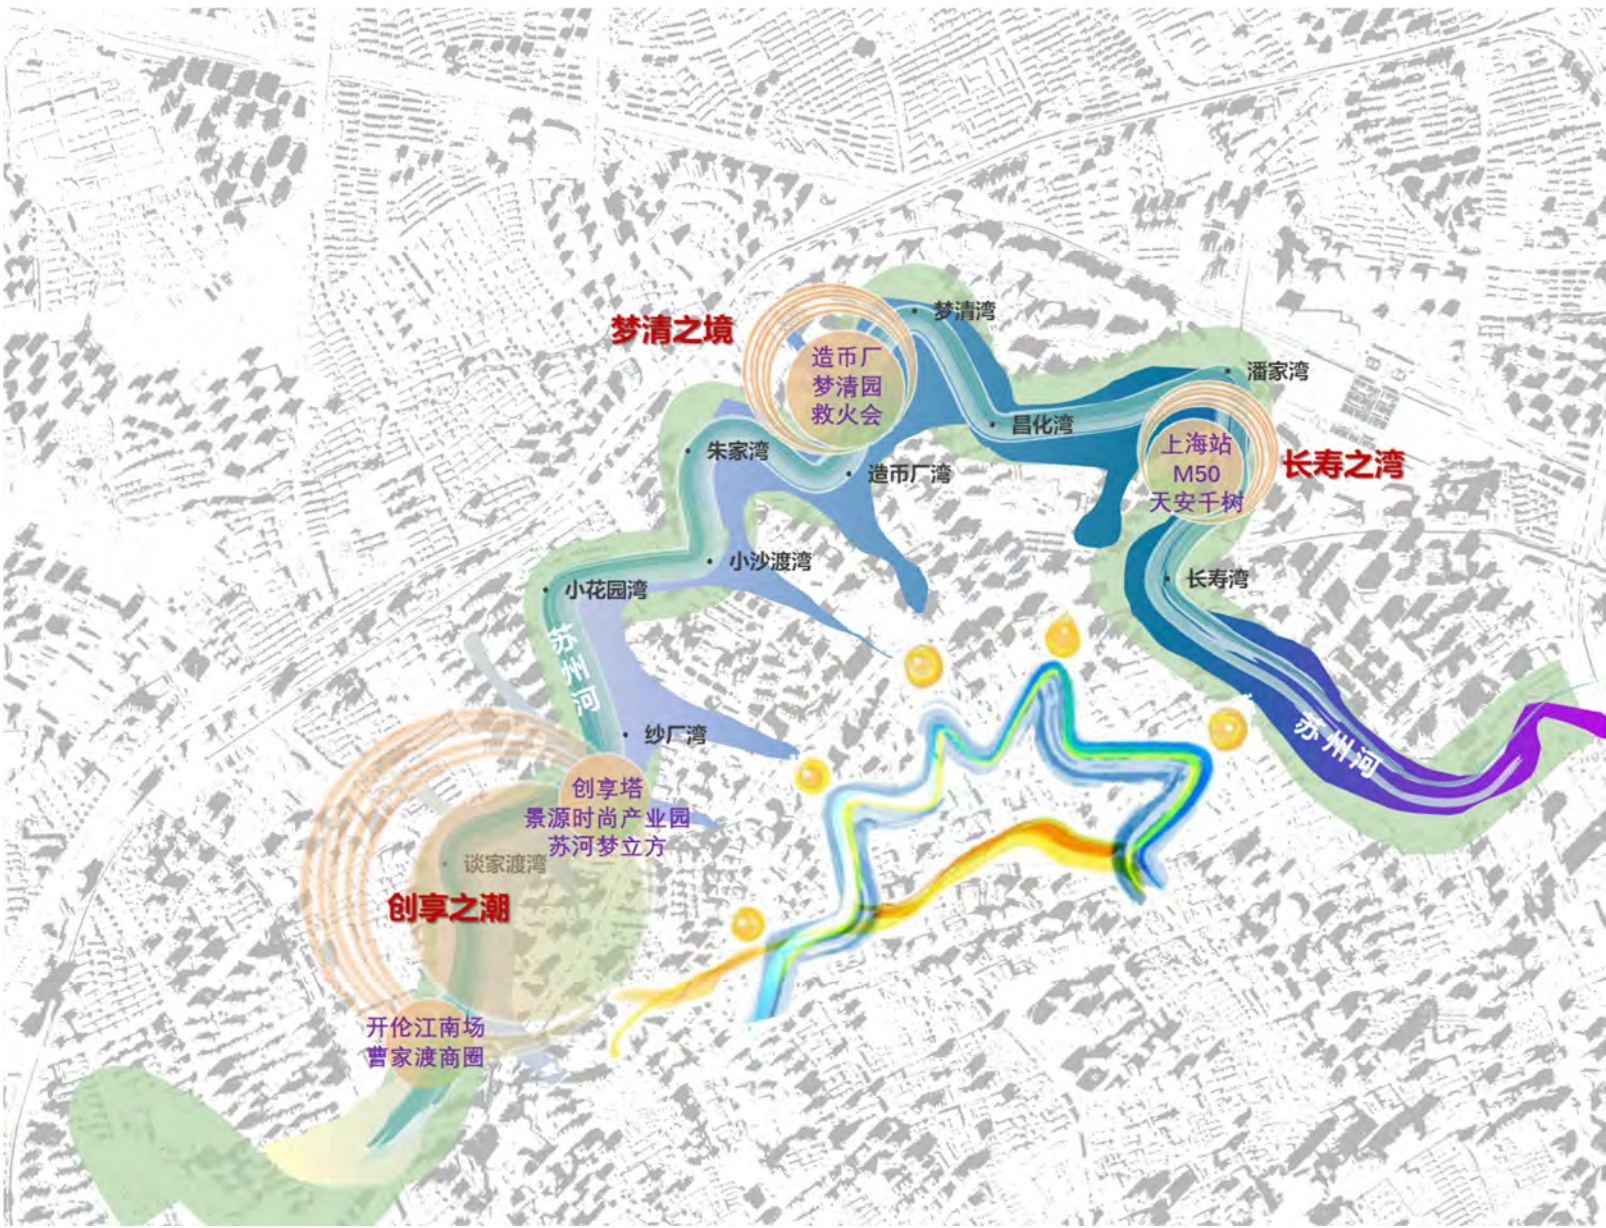 梦清湾
梦清之境
造币厂
梦清园
救火会
潘家湾
昌化湾
朱家湾
造币厂湾
上海站
M50
天安千树
长寿之湾
小沙渡湾
小花园湾
长寿湾
苏州河
纱厂湾
苏州河
创享塔
景源时尚产业园
苏河梦立方
谈家渡湾
创享之潮
开伦江南场
曹家渡商圈